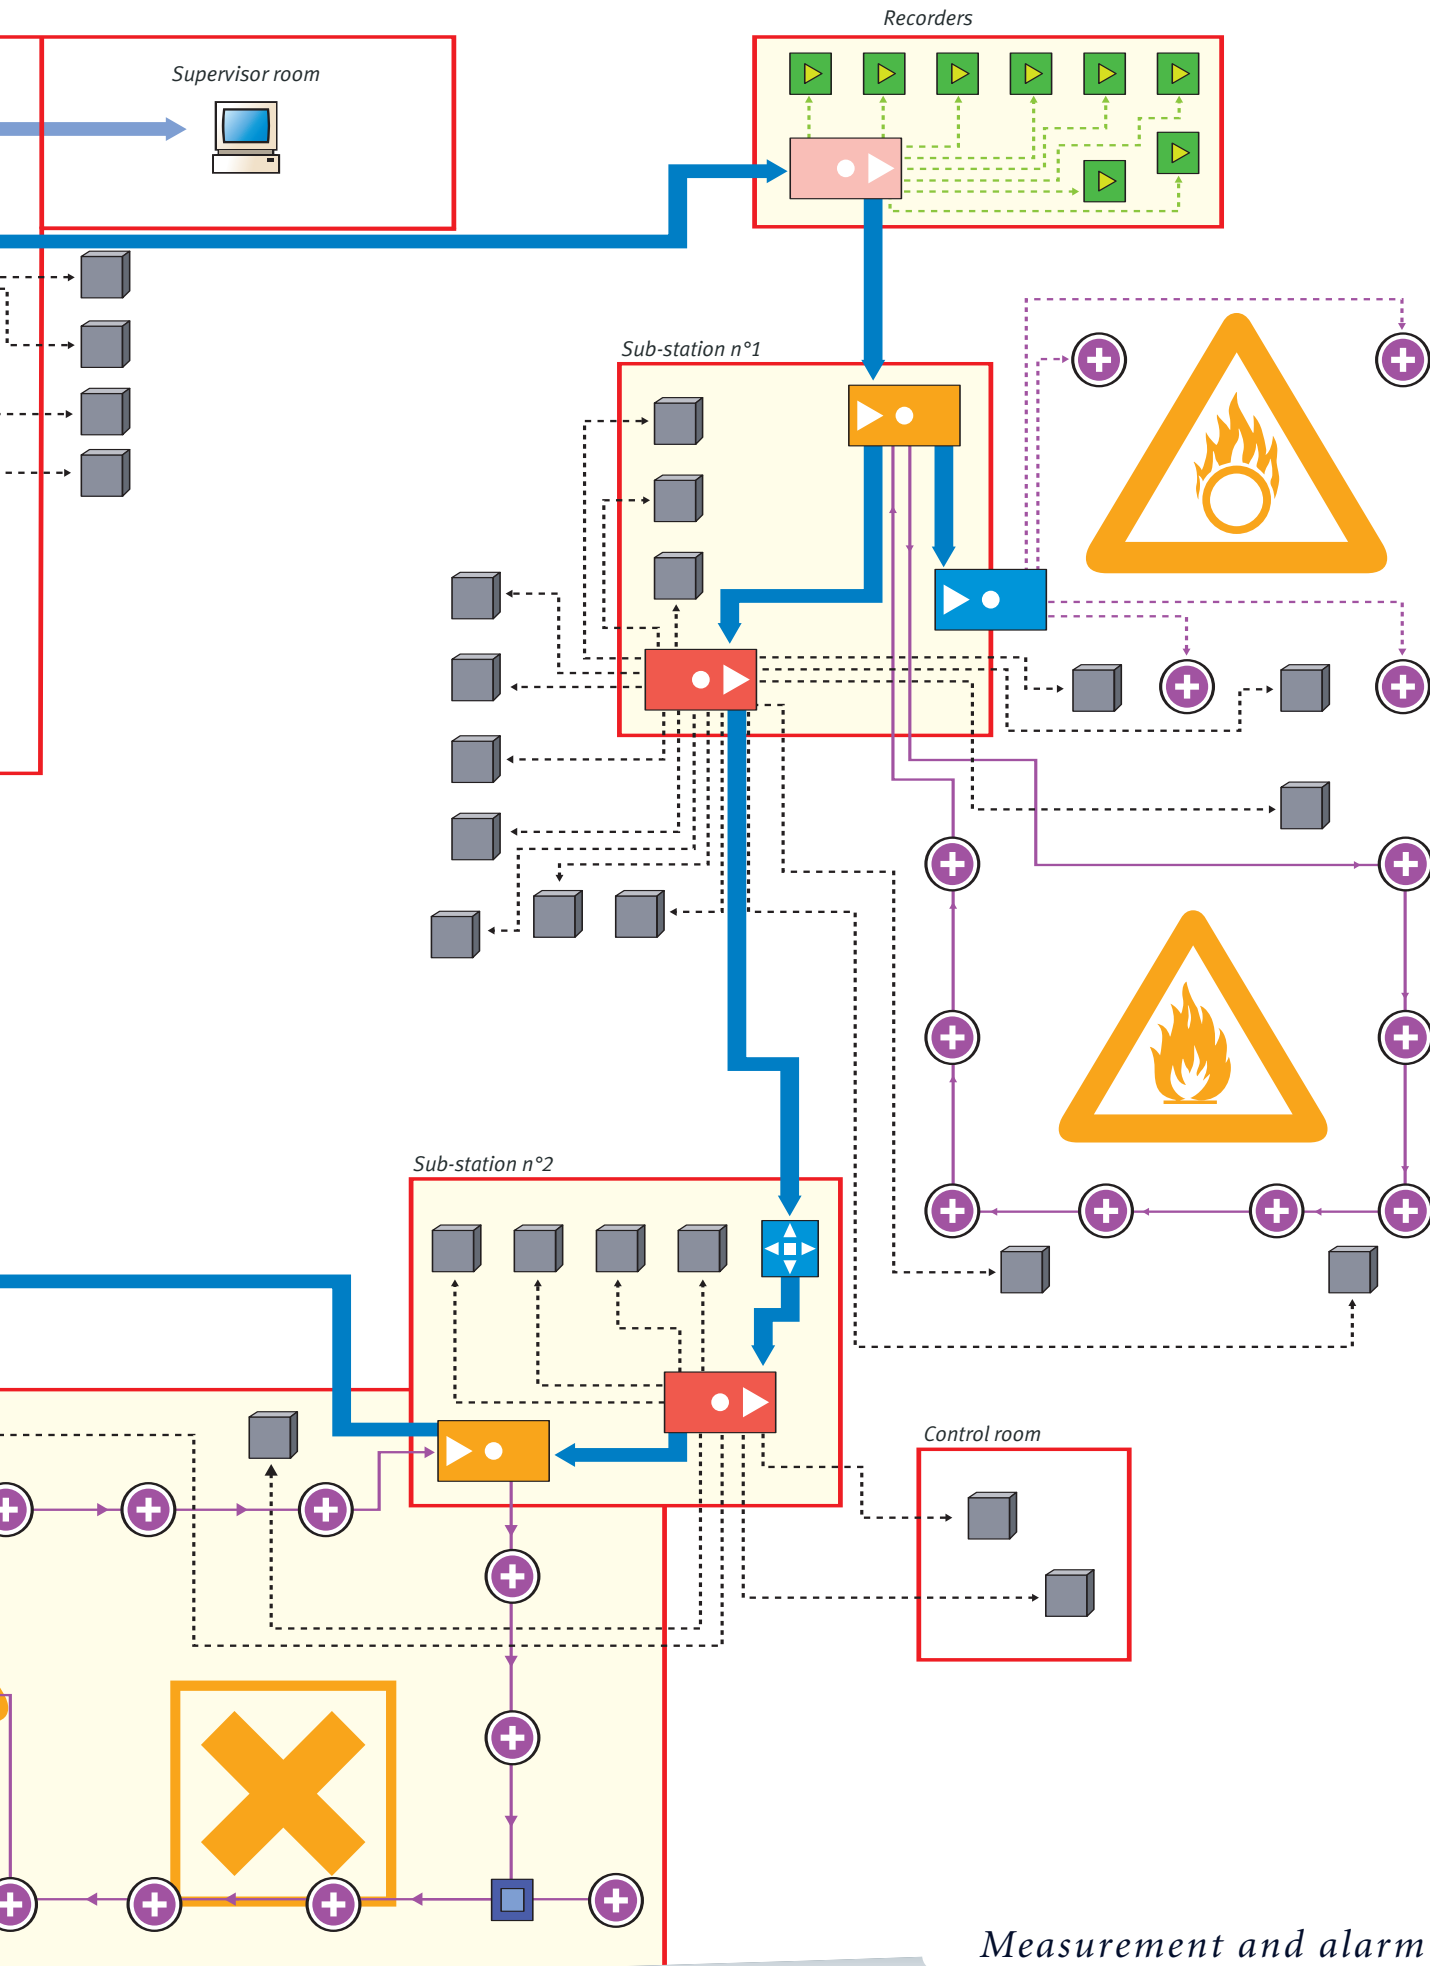 Recorders
Supervisor room
Sub-station n°1
Sub-station n°2
Control room
Measurement and alarm